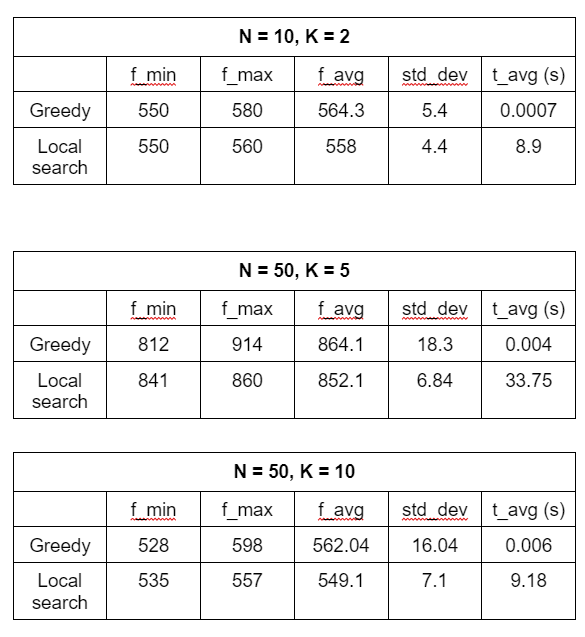 N = 10, K = 2
f_min f_max f_avg std_dev t_avg (s)
Greedy 550 580 564.3 5.4 0.0007
Local 550 560 558 4.4 8.9
search
N = 50, K = 5
f_min f_max f_avg std_dev t_avg (s)
Greedy 812 914 864.1 18.3 0.004
Local 841 860 852.1 6.84 33.75
search
N = 50, K = 10
f_min f_max f_avg std_dev t_avg (s)
Greedy 528 598 562.04 16.04 0.006
Local 535 557 549.1 7.1 9.18
search